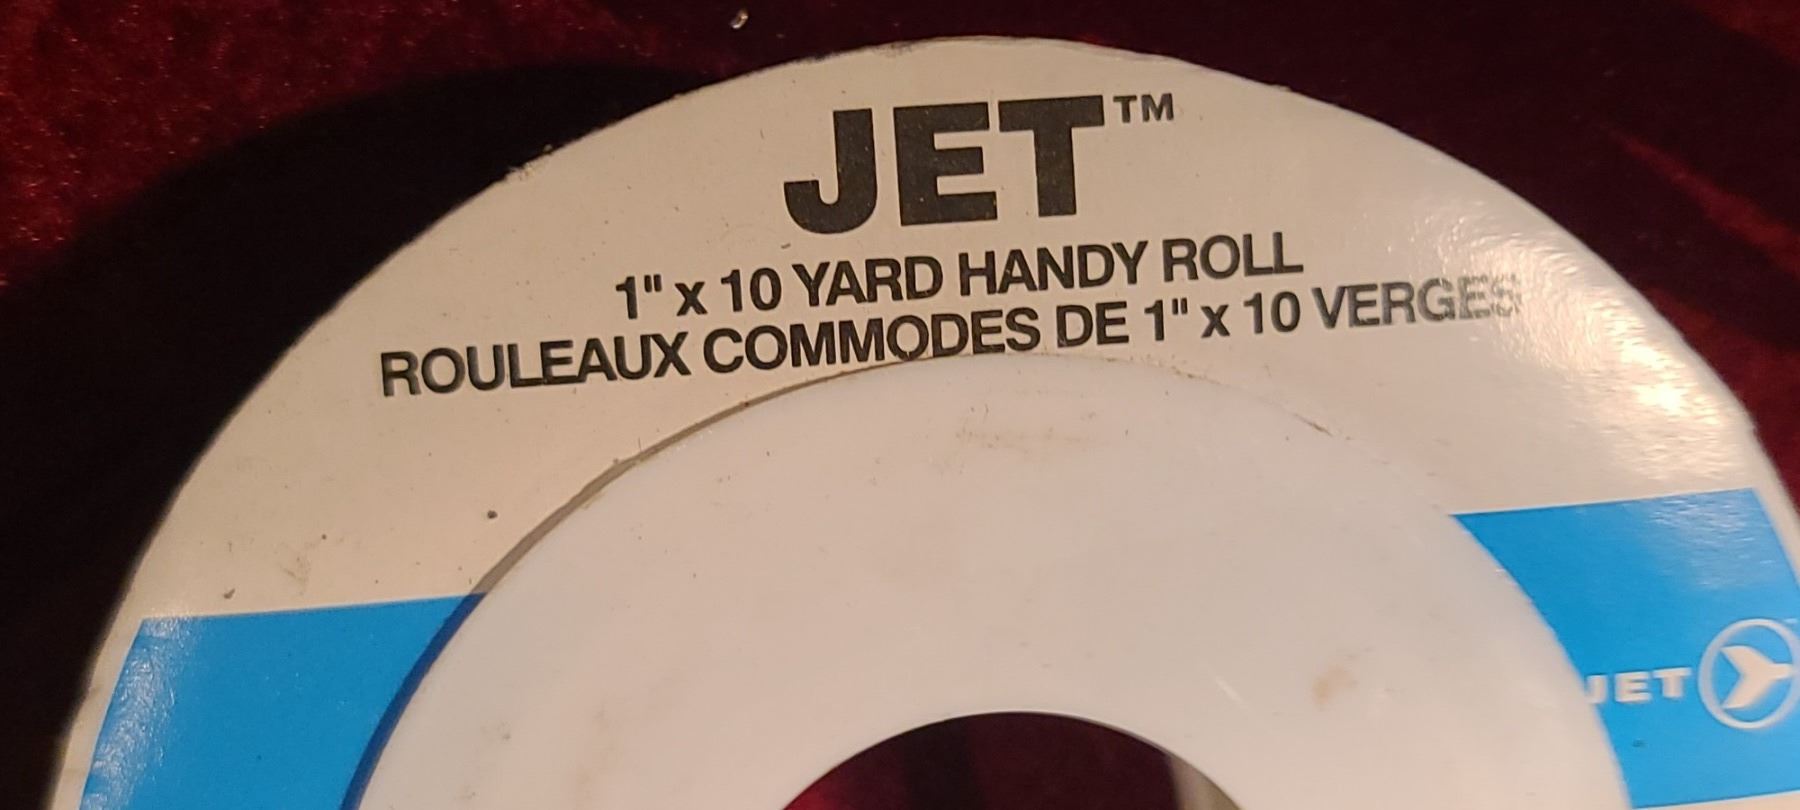 JET™
1" x 10 YARD HANDY ROLL
ROULEAUX COMMODES DE 1" x 10 VERGES
JET